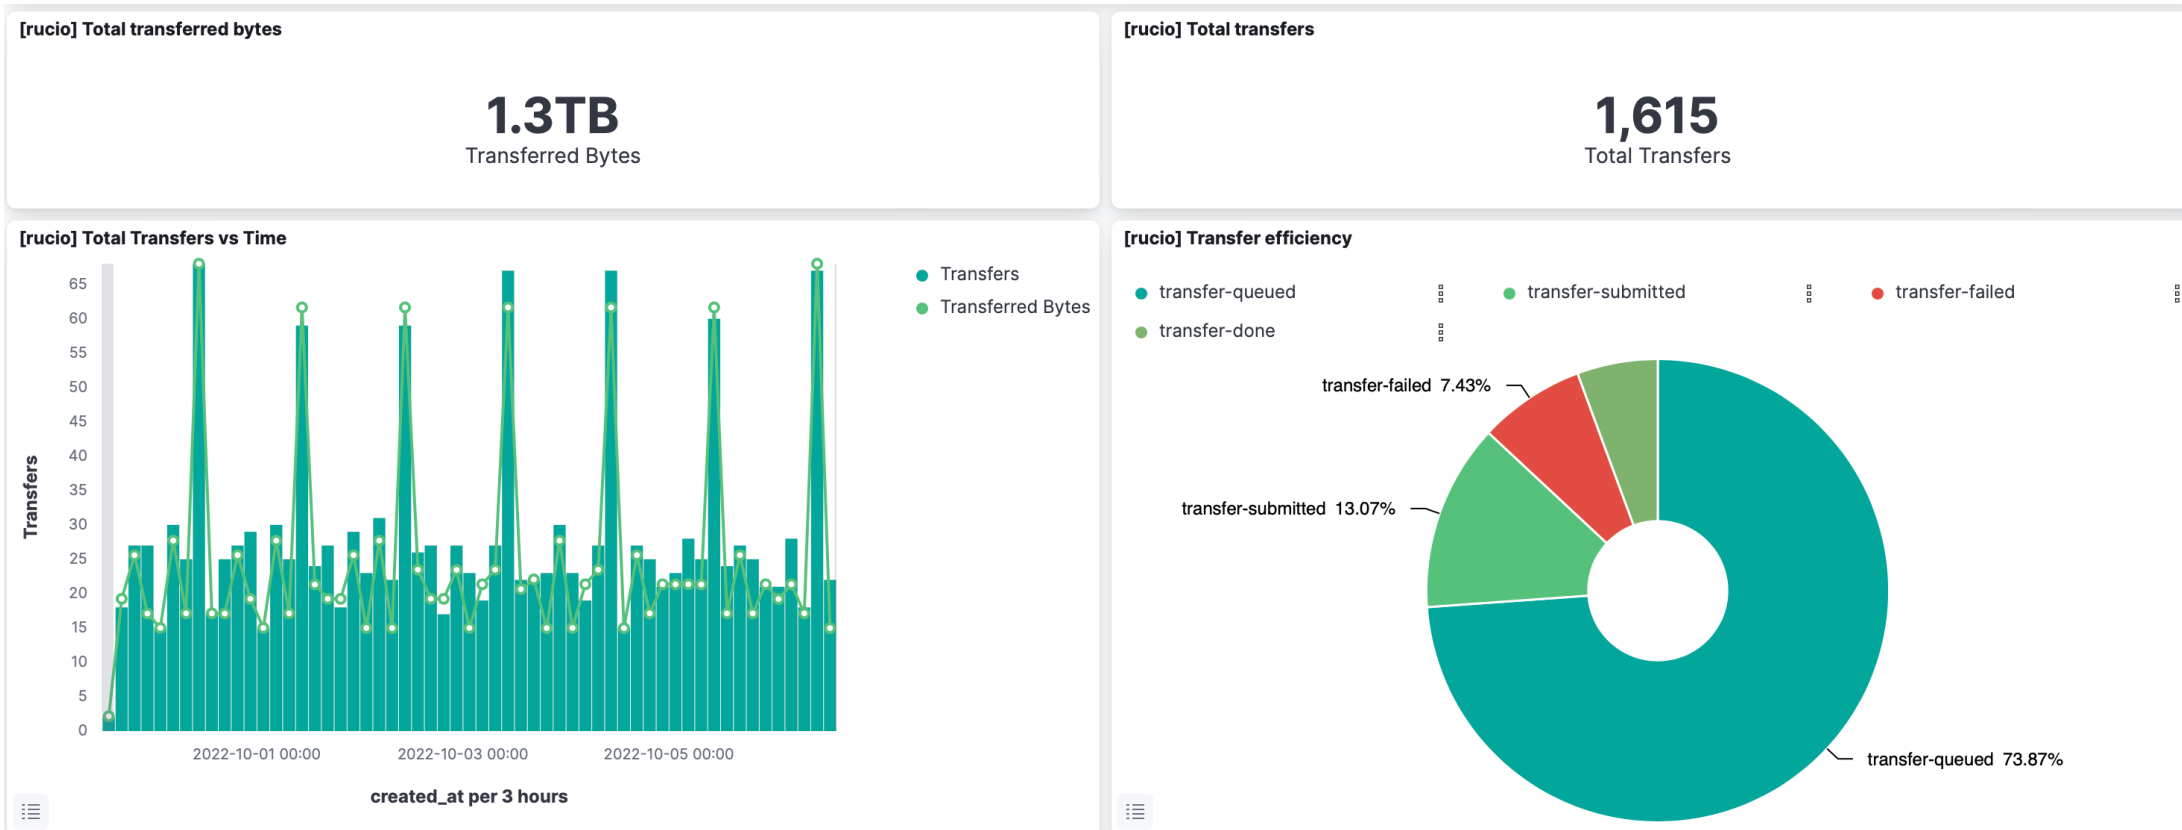 [rucio] Total transferred bytes
1.3TB
Transferred Bytes
[rucio] Total transfers
1,615
Total Transfers
[rucio] Total Transfers vs Time
Transfers
Transferred Bytes
65
60
55
50
45
40
35
30
25
20
15
10
5
0
Transfers
2022-10-01 00:00
2022-10-03 00:00
2022-10-05 00:00
created_at per 3 hours
[rucio] Transfer efficiency
transfer-queued
transfer-submitted
transfer-failed
transfer-done
transfer-failed 7.43%
transfer-submitted 13.07%
transfer-queued 73.87%